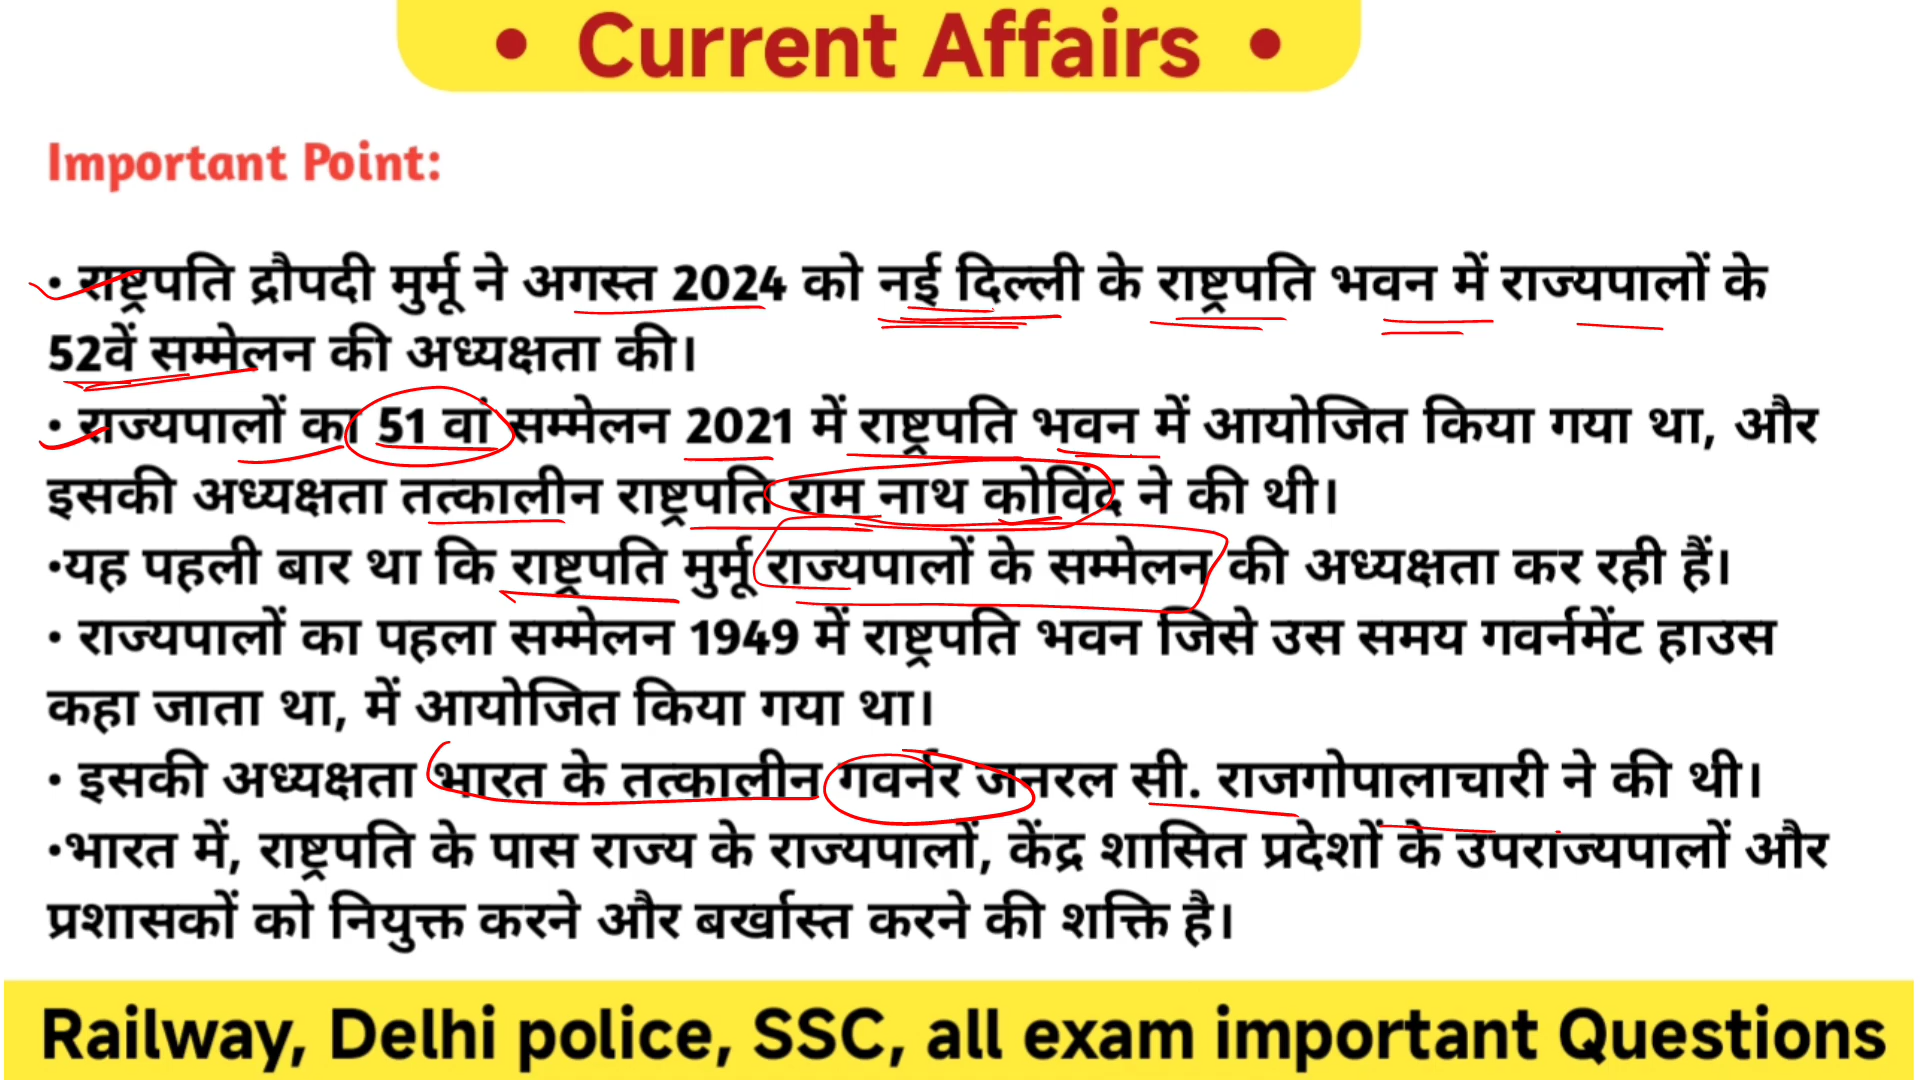 • Current Affairs •
Important Point:
• राष्ट्रपति द्रौपदी मुर्मू ने अगस्त 2024 को नई दिल्ली के राष्ट्रपति भवन में राज्यपालों के
52वें सम्मेलन की अध्यक्षता की।
• राज्यपालों का 51 वां सम्मेलन 2021 में राष्ट्रपति भवन में आयोजित किया गया था, और
इसकी अध्यक्षता तत्कालीन राष्ट्रपति राम नाथ कोविंद ने की थी।
•यह पहली बार था कि राष्ट्रपति मुर्मू राज्यपालों के सम्मेलन की अध्यक्षता कर रही हैं।
• राज्यपालों का पहला सम्मेलन 1949 में राष्ट्रपति भवन जिसे उस समय गवर्नमेंट हाउस
कहा जाता था, में आयोजित किया गया था।
• इसकी अध्यक्षता भारत के तत्कालीन गवर्नर जनरल सी. राजगोपालाचारी ने की थी।
•भारत में, राष्ट्रपति के पास राज्य के राज्यपालों, केंद्र शासित प्रदेशों के उपराज्यपालों और
प्रशासकों को नियुक्त करने और बर्खास्त करने की शक्ति है।
Railway, Delhi police, SSC, all exam important Questions